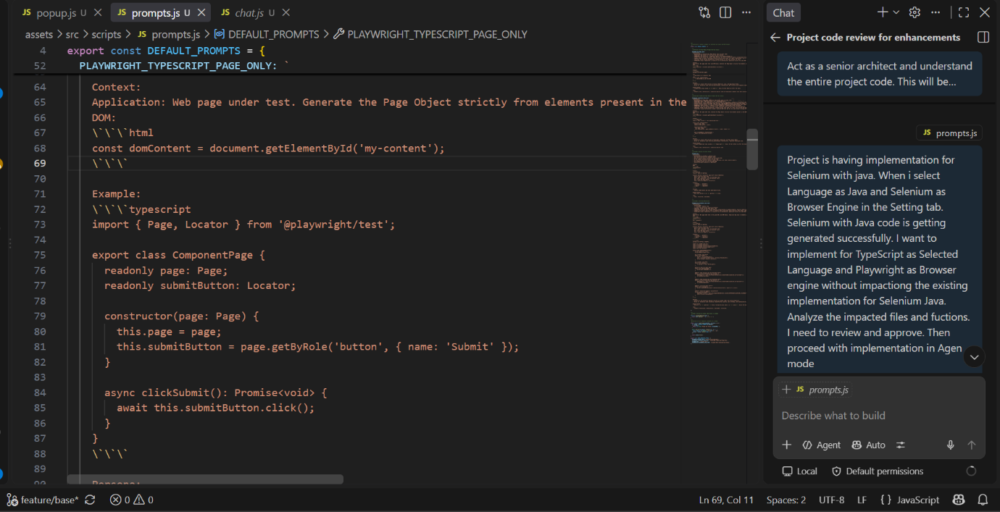 JS popup.js U
JS prompts.js U
JS chat.js U
assets > src > scripts > JS prompts.js > DEFAULT_PROMPTS > PLAYWRIGHT_TYPESCRIPT_PAGE_ONLY
4 export const DEFAULT_PROMPTS = {
52 PLAYWRIGHT_TYPESCRIPT_PAGE_ONLY: `
64 Context:
65 Application: Web page under test. Generate the Page Object strictly from elements present in the
66 DOM:
67 \`\`\`html
68 const domContent = document.getElementById('my-content');
69 \`\`\`
70
71 Example:
72 \`\`\`typescript
73 import { Page, Locator } from '@playwright/test';
74
75 export class ComponentPage {
76 readonly page: Page;
77 readonly submitButton: Locator;
78
79 constructor(page: Page) {
80 this.page = page;
81 this.submitButton = page.getByRole('button', { name: 'Submit' });
82 }
83
84 async clickSubmit(): Promise<void> {
85 await this.submitButton.click();
86 }
87 }
88 \`\`\`
89
90 Persona:
Chat
Project code review for enhancements
Act as a senior architect and understand
the entire project code. This will be...
JS prompts.js
Project is having implementation for
Selenium with java. When i select
Language as Java and Selenium as
Browser Engine in the Setting tab.
Selenium with Java code is getting
generated successfully. I want to
implement for TypeScript as Selected
Language and Playwright as Browser
engine without impactiong the existing
implementation for Selenium Java.
Analyze the impacted files and fuctions.
I need to review and approve. Then
proceed with implementation in Agen
mode
JS prompts.js
Describe what to build
Agent Auto
Local Default permissions
feature/base* 0 0 Ln 69, Col 11 Spaces: 2 UTF-8 LF { } JavaScript